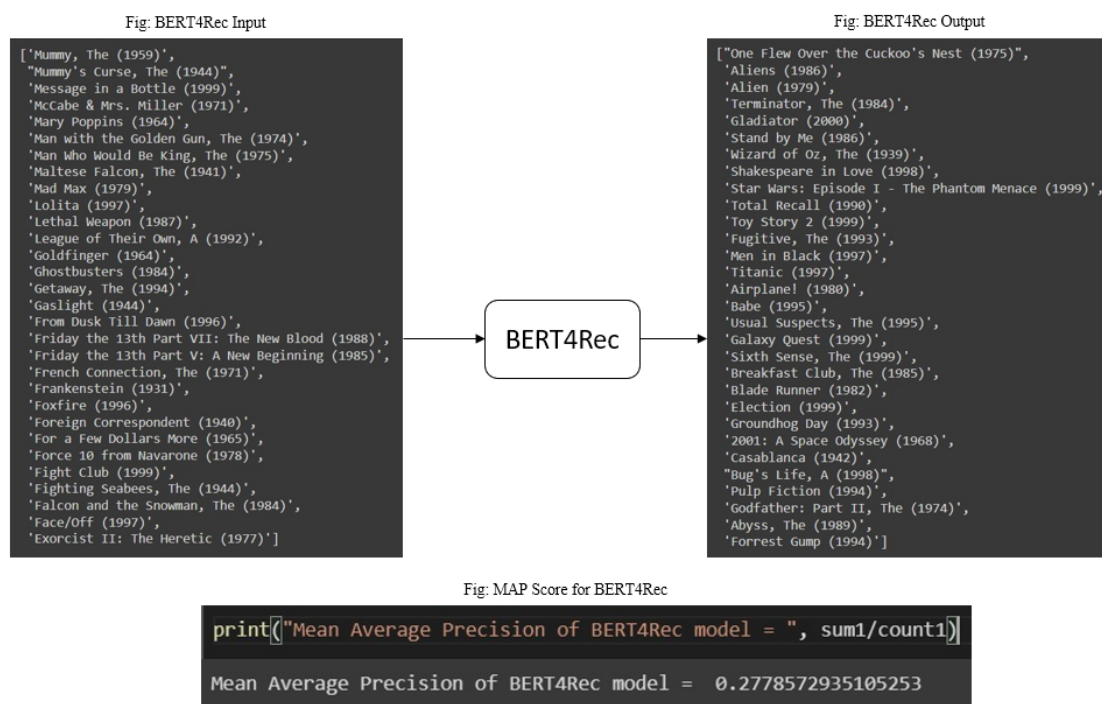 Fig: BERT4Rec Input
['Mummy, The (1959)',
"Mummy's Curse, The (1944)",
'Message in a Bottle (1999)',
'McCabe & Mrs. Miller (1971)',
'Mary Poppins (1964)',
'Man with the Golden Gun, The (1974)',
'Man Who Would Be King, The (1975)',
'Maltese Falcon, The (1941)',
'Mad Max (1979)',
'Lolita (1997)',
'Lethal Weapon (1987)',
'League of Their Own, A (1992)',
'Goldfinger (1964)',
'Ghostbusters (1984)',
'Getaway, The (1994)',
'Gaslight (1944)',
'From Dusk Till Dawn (1996)',
'Friday the 13th Part VII: The New Blood (1988)',
'Friday the 13th Part V: A New Beginning (1985)',
'French Connection, The (1971)',
'Frankenstein (1931)',
'Foxfire (1996)',
'Foreign Correspondent (1940)',
'For a Few Dollars More (1965)',
'Force 10 from Navarone (1978)',
'Fight Club (1999)',
'Fighting Seabees, The (1944)',
'Falcon and the Snowman, The (1984)',
'Face/Off (1997)',
'Exorcist II: The Heretic (1977)']
BERT4Rec
Fig: BERT4Rec Output
["One Flew Over the Cuckoo's Nest (1975)",
'Aliens (1986)',
'Alien (1979)',
'Terminator, The (1984)',
'Gladiator (2000)',
'Stand by Me (1986)',
'Wizard of Oz, The (1939)',
'Shakespeare in Love (1998)',
'Star Wars: Episode I - The Phantom Menace (1999)',
'Total Recall (1990)',
'Toy Story 2 (1999)',
'Fugitive, The (1993)',
'Men in Black (1997)',
'Titanic (1997)',
'Airplane! (1980)',
'Babe (1995)',
'Usual Suspects, The (1995)',
'Galaxy Quest (1999)',
'Sixth Sense, The (1999)',
'Breakfast Club, The (1985)',
'Blade Runner (1982)',
'Election (1999)',
'Groundhog Day (1993)',
'2001: A Space Odyssey (1968)',
'Casablanca (1942)',
"Bug's Life, A (1998)",
'Pulp Fiction (1994)',
'Godfather: Part II, The (1974)',
'Abyss, The (1989)',
'Forrest Gump (1994)']
Fig: MAP Score for BERT4Rec
print("Mean Average Precision of BERT4Rec model = ", sum1/count1)
Mean Average Precision of BERT4Rec model =  0.2778572935105253